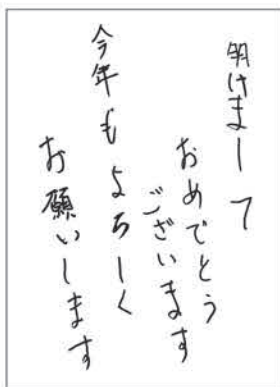 明けまして
おめでとう
ございます
今年も
よろしく
お願いします